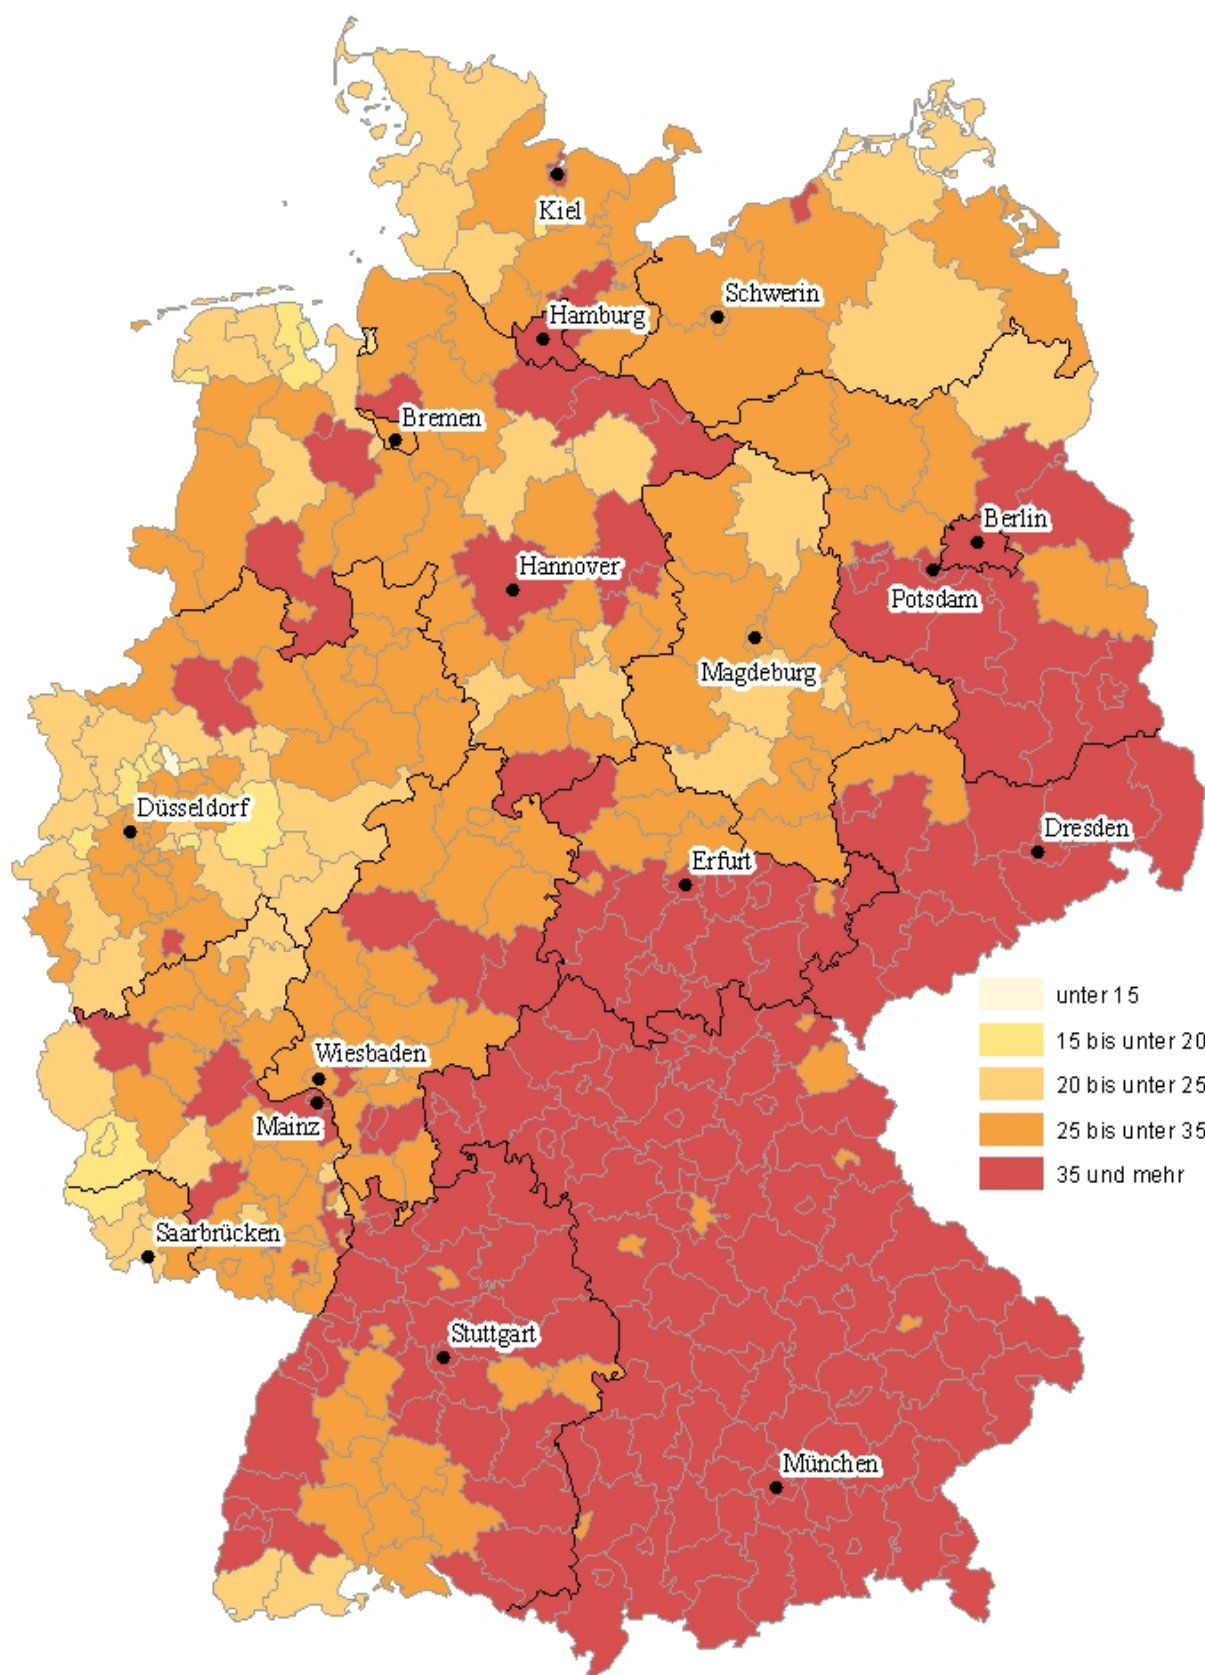 Kiel
Schwerin
Hamburg
Bremen
Berlin
Hannover
Potsdam
Magdeburg
Düsseldorf
Dresden
Erfurt
unter 15
15 bis unter 20
Wiesbaden
20 bis unter 25
Mainz
25 bis unter 35
35 und mehr
Saarbrücken
Stuttgart
München